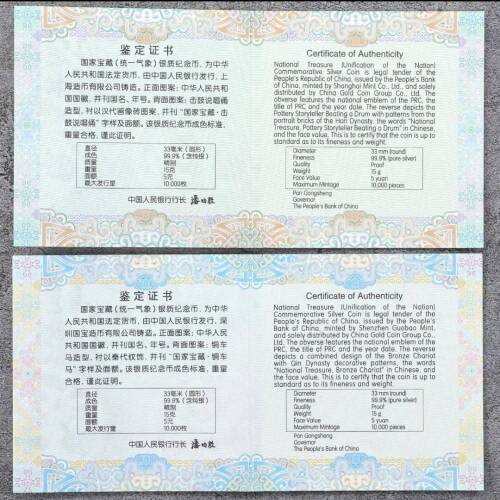 鉴定证书
国家宝藏（统一气象）银质纪念币，为中华
人民共和国法定货币，由中国人民银行发行，上
海造币有限公司铸造。正面图案：中华人民共和
国国徽，并刊国名、年号。背面图案：击鼓说唱俑
造型，衬以汉代画像砖图案，并刊“国家宝藏·击
鼓说唱俑”字样及面额。该银质纪念币成色标准，
重量合格，谨此证明。
直径 33毫米（圆形）
成色 99.9%（含纯银）
质量 精制
重量 15克
面额 5元
最大发行量 10,000枚
中国人民银行行长 潘功胜
Certificate of Authenticity
National Treasure (Unification of the Nation)
Commemorative Silver Coin is legal tender of the
People's Republic of China, issued by the People's Bank
of China, minted by Shanghai Mint Co., Ltd., and solely
distributed by China Gold Coin Group Co., Ltd. The
obverse features the national emblem of the PRC, the
title of PRC and the year date. The reverse depicts the
Pottery Storyteller Beating a Drum with patterns from the
portrait bricks of the Han Dynasty, the words "National
Treasure, Pottery Storyteller Beating a Drum" in Chinese,
and the face value. This is to certify that the coin is up to
standard as to its fineness and weight.
Diameter 33 mm (round)
Fineness 99.9% (pure silver)
Quality Proof
Weight 15 g
Face Value 5 yuan
Maximum Mintage 10,000 pieces
Pan Gongsheng
Governor
The People's Bank of China
鉴定证书
国家宝藏（统一气象）银质纪念币，为中华
人民共和国法定货币，由中国人民银行发行，深
圳国宝造币有限公司铸造。正面图案：中华人民
共和国国徽，并刊国名、年号。背面图案：铜车
马造型，衬以秦代纹饰，并刊“国家宝藏·铜车
马”字样及面额。该银质纪念币成色标准，重量
合格，谨此证明。
直径 33毫米（圆形）
成色 99.9%（含纯银）
质量 精制
重量 15克
面额 5元
最大发行量 10,000枚
中国人民银行行长 潘功胜
Certificate of Authenticity
National Treasure (Unification of the Nation)
Commemorative Silver Coin is legal tender of the
People's Republic of China, issued by the People's
Bank of China, minted by Shenzhen Guobao Mint,
and solely distributed by China Gold Coin Group Co.,
Ltd. The obverse features the national emblem of the
PRC, the title of PRC and the year date. The reverse
depicts a combined design of the Bronze Chariot
with Qin Dynasty decorative patterns, the words
"National Treasure, Bronze Chariot" in Chinese, and
the face value. This is to certify that the coin is up to
standard as to its fineness and weight.
Diameter 33 mm (round)
Fineness 99.9% (pure silver)
Quality Proof
Weight 15 g
Face Value 5 yuan
Maximum Mintage 10,000 pieces
Pan Gongsheng
Governor
The People's Bank of China